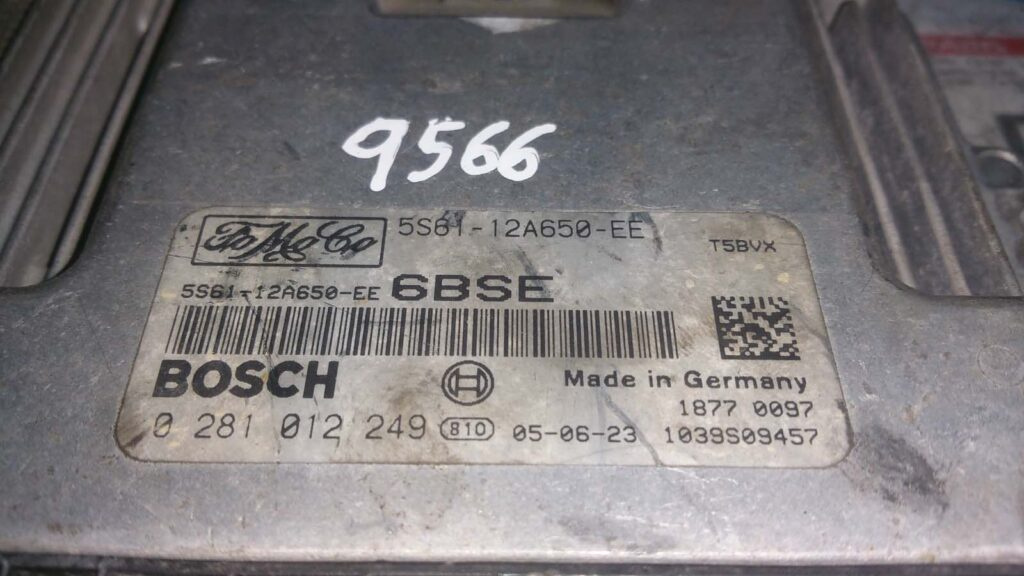 9566
FoMoCo 5S61-12A650-EE
T5BVX
5S61-12A650-EE 6BSE
BOSCH
Made in Germany
1877 0097
0 281 012 249 810 05-06-23 1039S09457